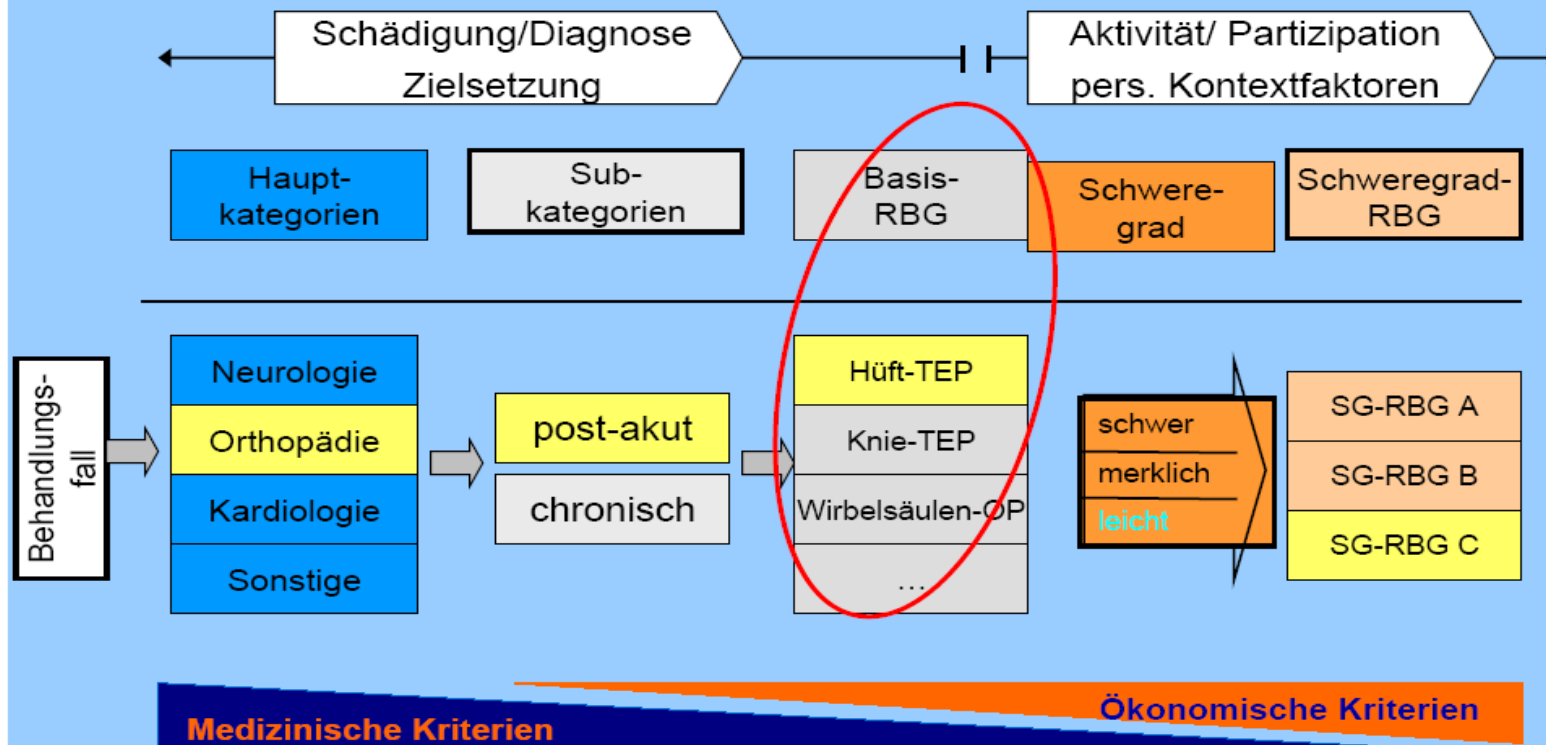 Schädigung/Diagnose
Zielsetzung
Aktivität/ Partizipation
pers. Kontextfaktoren
Haupt-
kategorien
Sub-
kategorien
Basis-
RBG
Schwere-
grad
Schweregrad-
RBG
Behandlungs-
fall
Neurologie
Orthopädie
Kardiologie
Sonstige
post-akut
chronisch
Hüft-TEP
Knie-TEP
Wirbelsäulen-OP
...
schwer
merklich
leicht
SG-RBG A
SG-RBG B
SG-RBG C
Medizinische Kriterien
Ökonomische Kriterien